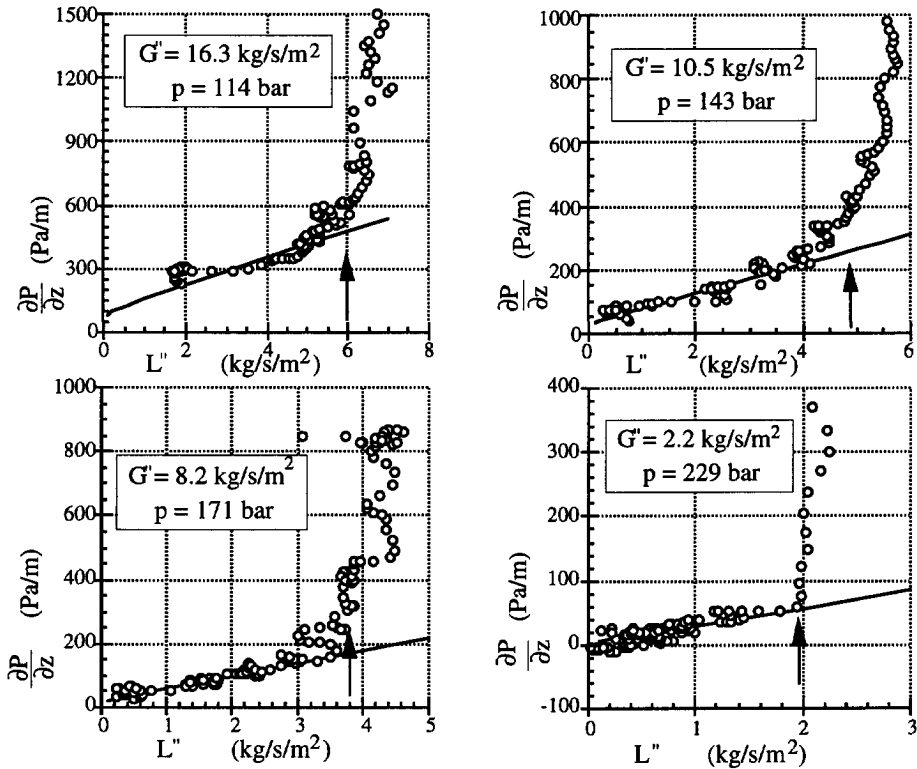 1500
1200
900
600
300
0
∂P/∂z (Pa/m)
G" = 16.3 kg/s/m²
p = 114 bar
0 2 4 6 8
L" (kg/s/m²)
1000
800
600
400
200
0
∂P/∂z (Pa/m)
G" = 10.5 kg/s/m²
p = 143 bar
0 2 4 6
L" (kg/s/m²)
1000
800
600
400
200
0
∂P/∂z (Pa/m)
G" = 8.2 kg/s/m²
p = 171 bar
0 1 2 3 4 5
L" (kg/s/m²)
400
300
200
100
0
-100
∂P/∂z (Pa/m)
G" = 2.2 kg/s/m²
p = 229 bar
0 1 2 3
L" (kg/s/m²)